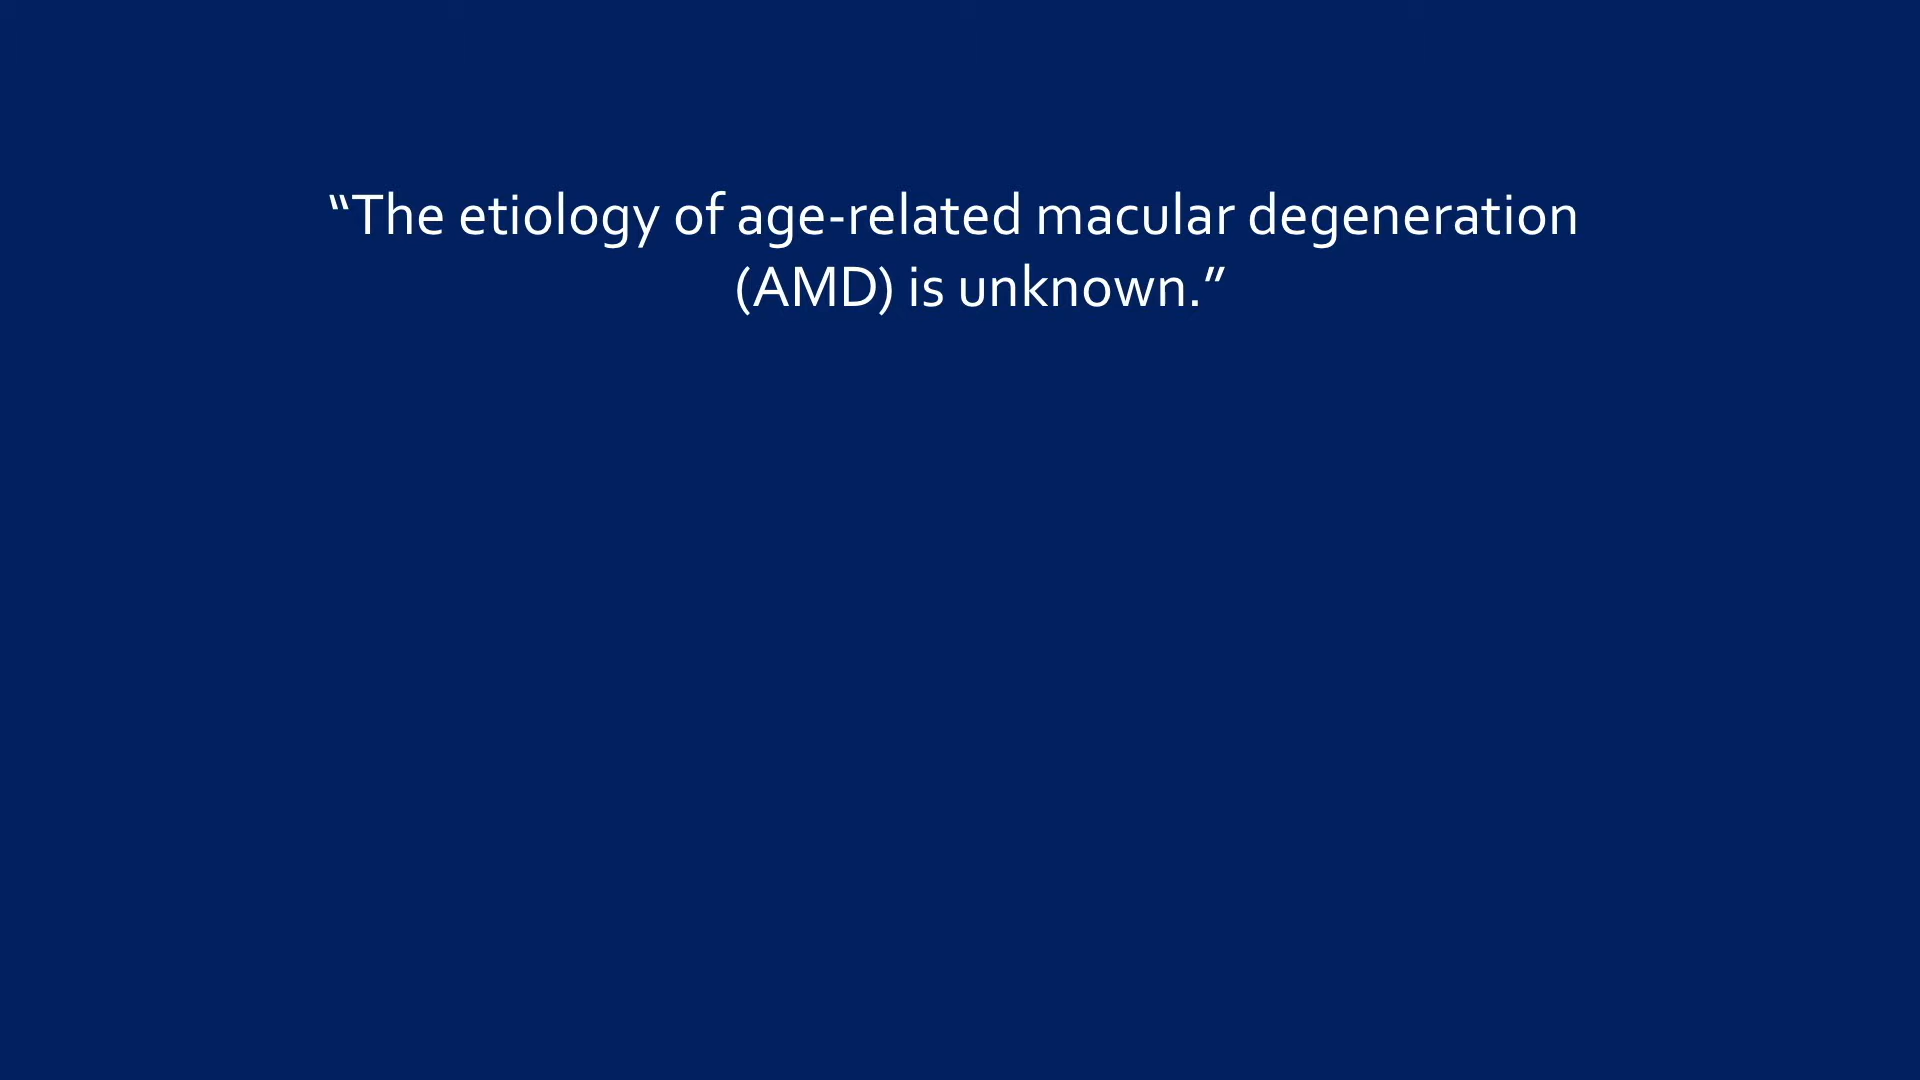 “The etiology of age-related macular degeneration
(AMD) is unknown.”